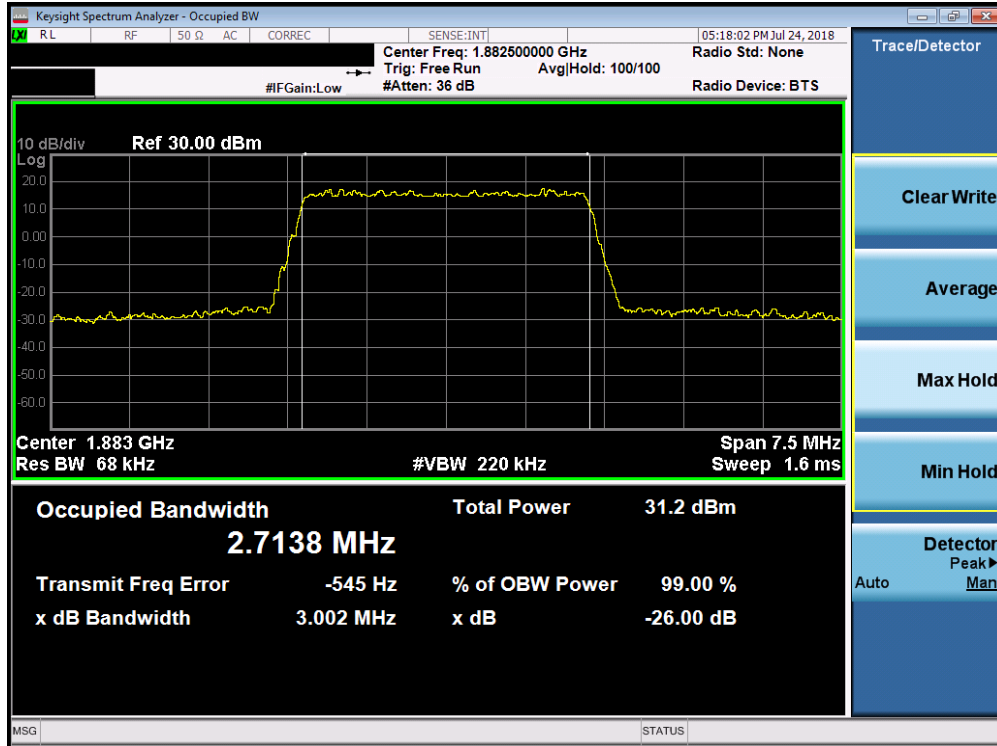 Keysight Spectrum Analyzer - Occupied BW
LXI RL RF 50 Ω AC CORREC SENSE:INT 05:18:02 PM Jul 24, 2018
Center Freq: 1.882500000 GHz Radio Std: None
Trig: Free Run Avg|Hold: 100/100
#IFGain:Low #Atten: 36 dB Radio Device: BTS
10 dB/div Ref 30.00 dBm
Log
20.0
10.0
0.00
-10.0
-20.0
-30.0
-40.0
-50.0
-60.0
Center 1.883 GHz Span 7.5 MHz
Res BW 68 kHz #VBW 220 kHz Sweep 1.6 ms
Occupied Bandwidth Total Power 31.2 dBm
2.7138 MHz
Transmit Freq Error -545 Hz % of OBW Power 99.00 %
x dB Bandwidth 3.002 MHz x dB -26.00 dB
MSG STATUS
Trace/Detector
Clear Write
Average
Max Hold
Min Hold
Detector
Peak▶
Auto Man